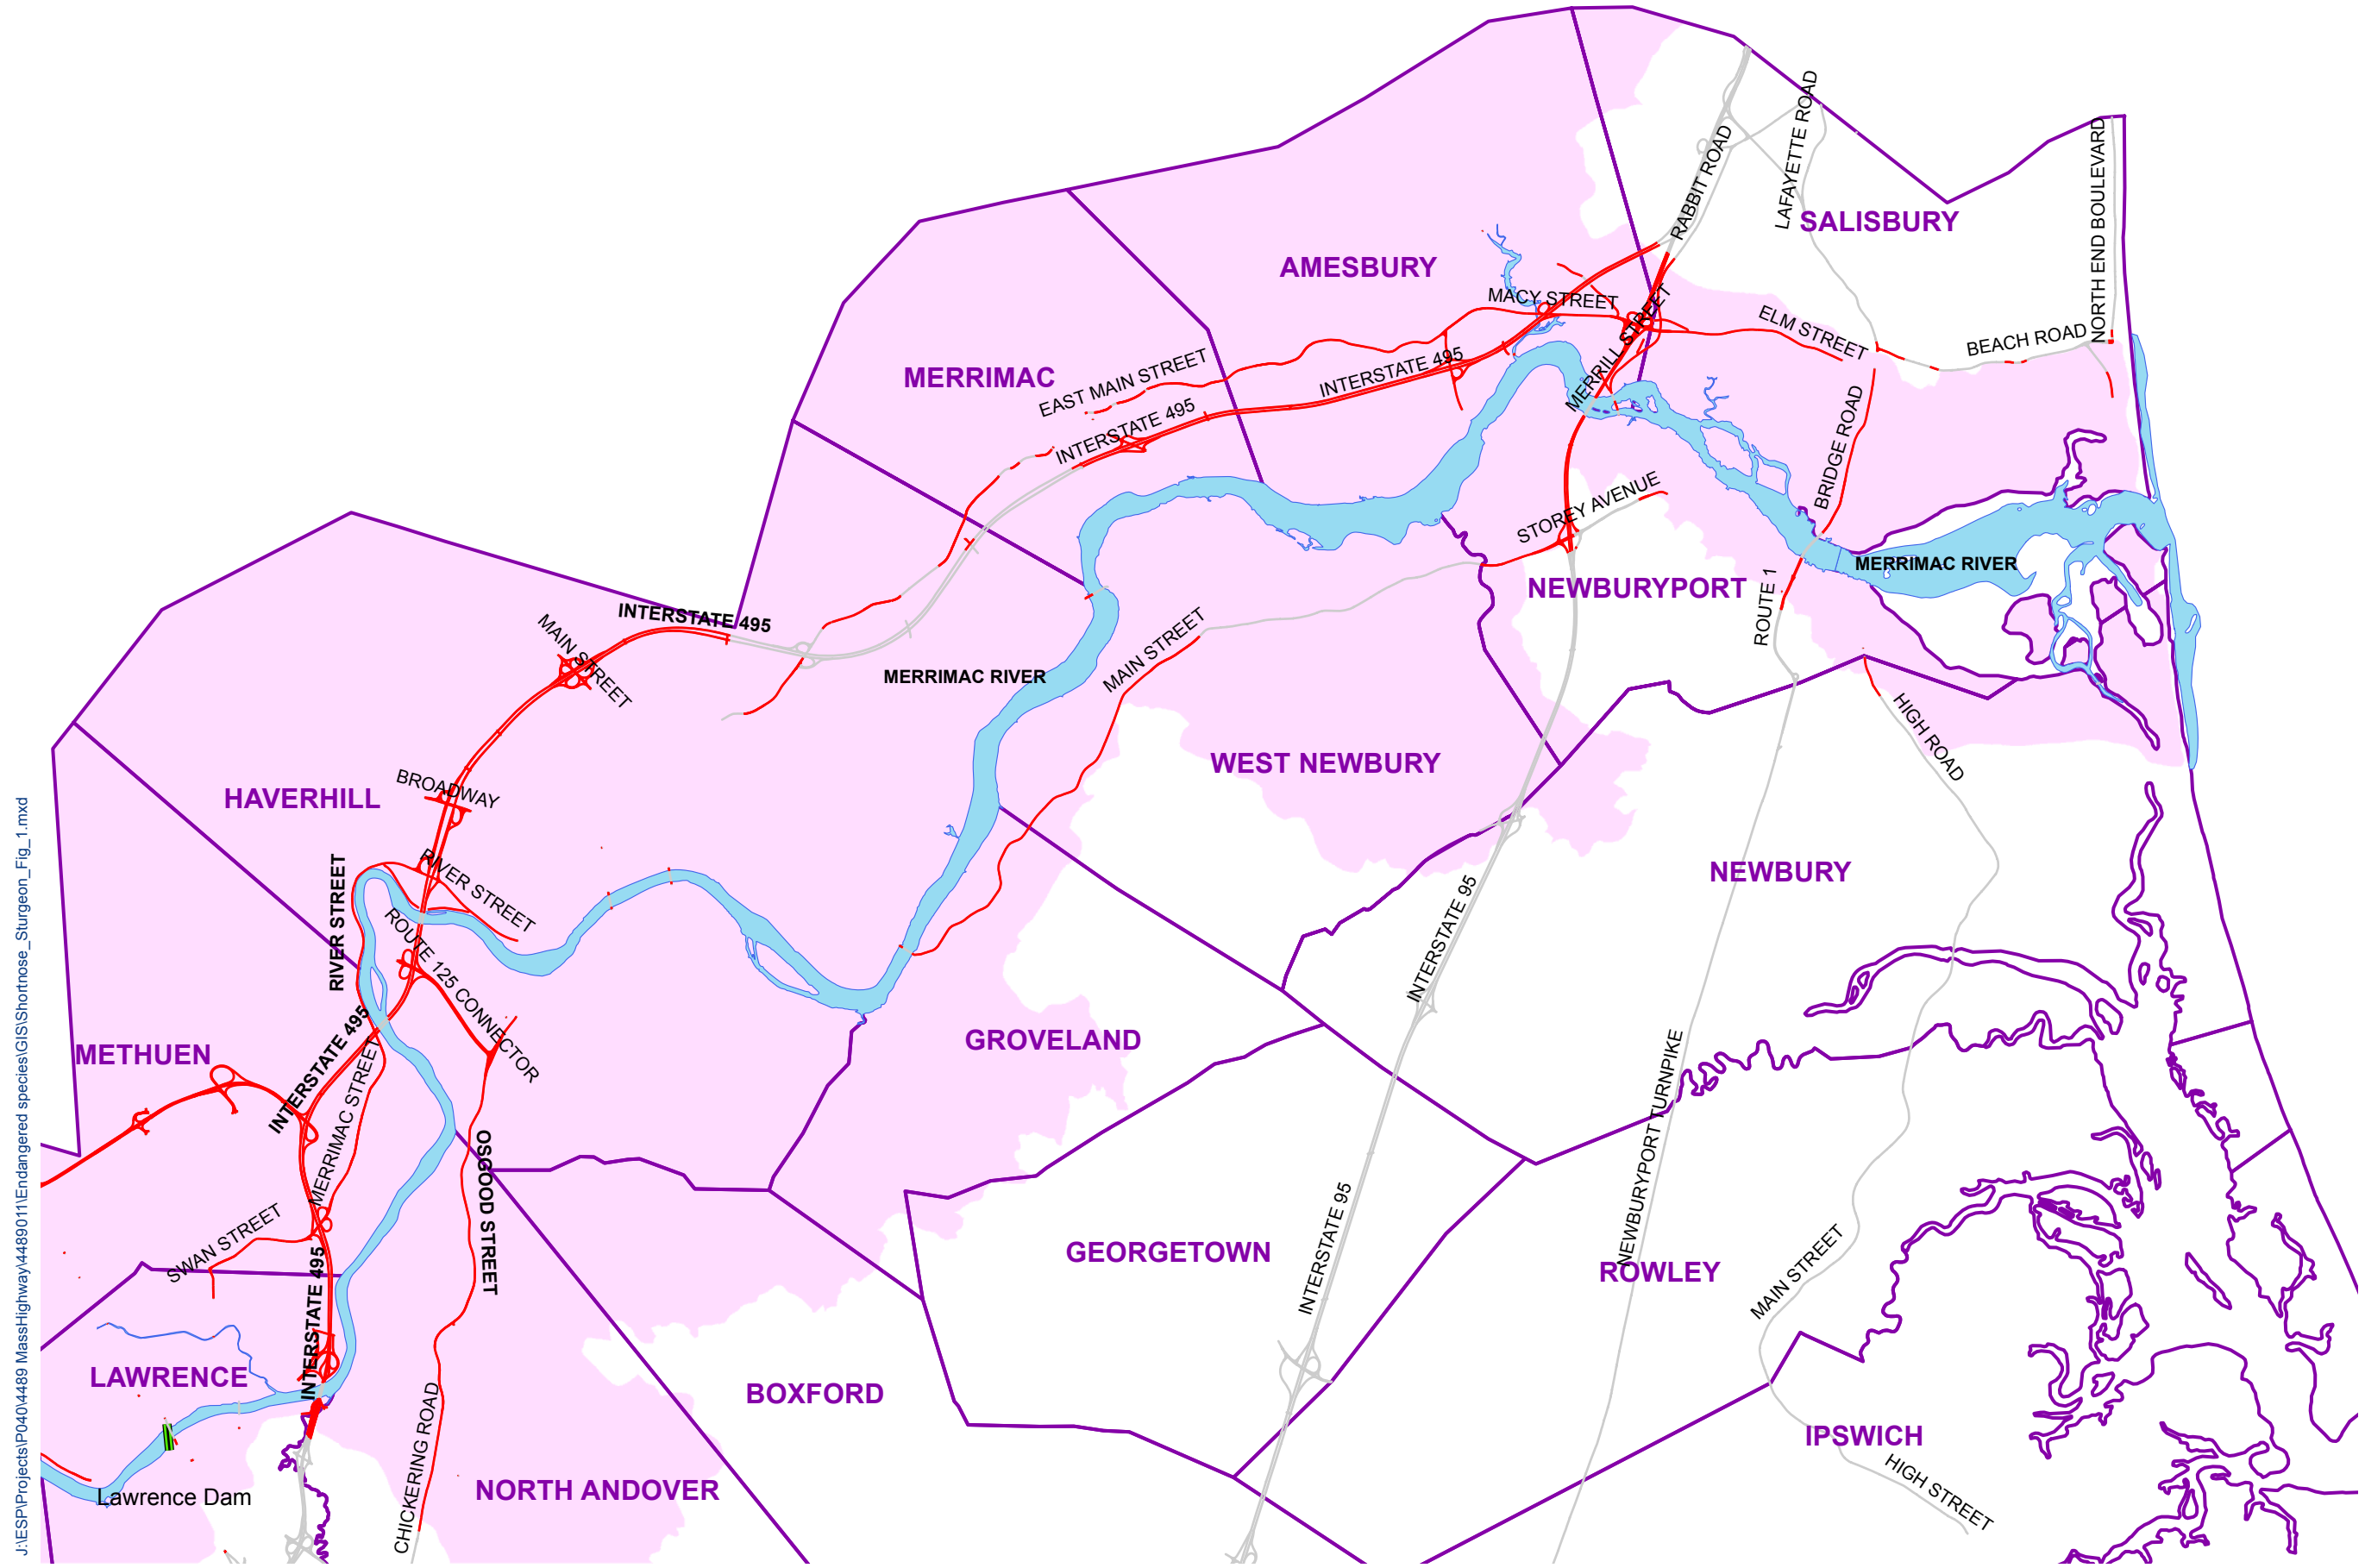 LAFAYETTE ROAD
NORTH END BOULEVARD
RABBIT ROAD
SALISBURY
AMESBURY
MACY STREET
MERRILL STREET
ELM STREET
BEACH ROAD
MERRIMAC
EAST MAIN STREET
INTERSTATE 495
INTERSTATE 495
BRIDGE ROAD
STOREY AVENUE
MERRIMAC RIVER
NEWBURYPORT
ROUTE 1
INTERSTATE 495
MAIN STREET
MERRIMAC RIVER
MAIN STREET
HIGH ROAD
WEST NEWBURY
HAVERHILL
BROADWAY
NEWBURY
RIVER STREET
RIVER STREET
ROUTE 125 CONNECTOR
INTERSTATE 95
METHUEN
INTERSTATE 495
MERRIMAC STREET
GROVELAND
NEWBURYPORT TURNPIKE
OSGOOD STREET
SWAN STREET
INTERSTATE 495
GEORGETOWN
INTERSTATE 95
ROWLEY
MAIN STREET
LAWRENCE
BOXFORD
CHICKERING ROAD
IPSWICH
NORTH ANDOVER
HIGH STREET
Lawrence Dam
J:\ESP\Projects\P040\4489 MassHighway\4489011\Endangered species\GIS\Shortnose_Sturgeon_Fig_1.mxd